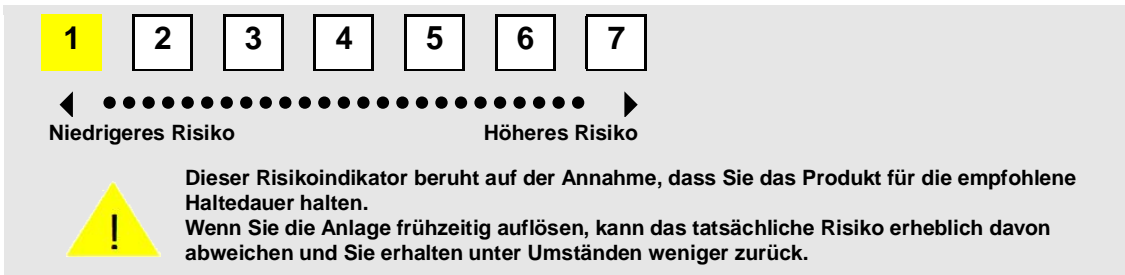 1 2 3 4 5 6 7
Niedrigeres Risiko Höheres Risiko
Dieser Risikoindikator beruht auf der Annahme, dass Sie das Produkt für die empfohlene
Haltedauer halten.
Wenn Sie die Anlage frühzeitig auflösen, kann das tatsächliche Risiko erheblich davon
abweichen und Sie erhalten unter Umständen weniger zurück.
!